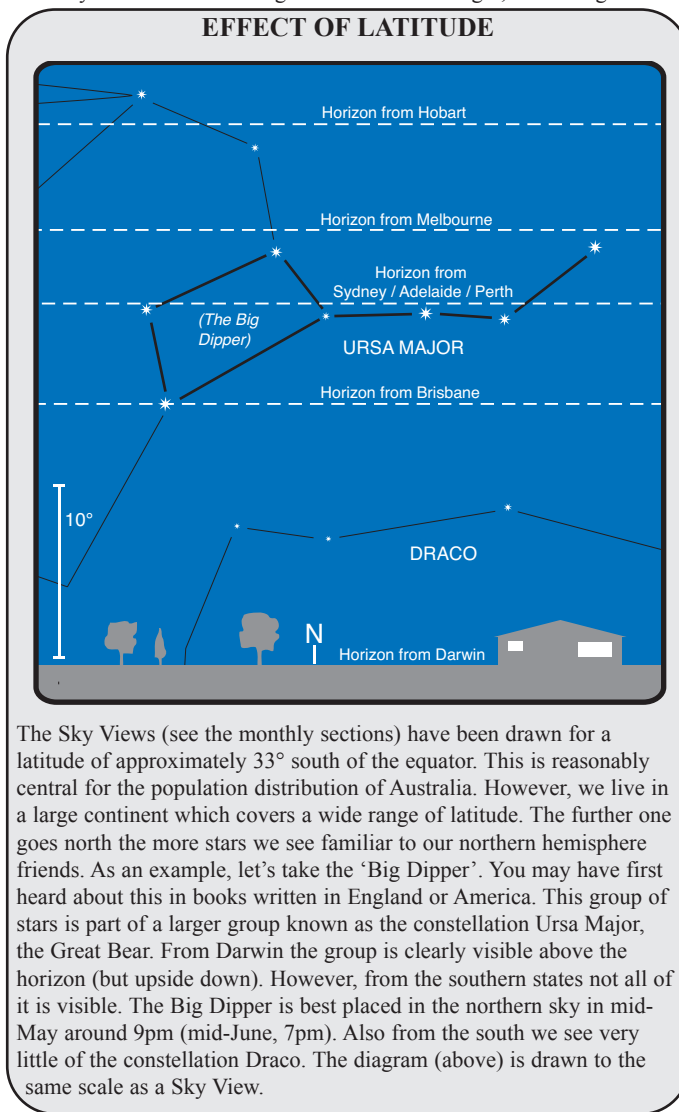 EFFECT OF LATITUDE
Horizon from Hobart
Horizon from Melbourne
Horizon from
Sydney / Adelaide / Perth
(The Big
Dipper)
URSA MAJOR
Horizon from Brisbane
10°
DRACO
N
Horizon from Darwin
The Sky Views (see the monthly sections) have been drawn for a
latitude of approximately 33° south of the equator. This is reasonably
central for the population distribution of Australia. However, we live in
a large continent which covers a wide range of latitude. The further one
goes north the more stars we see familiar to our northern hemisphere
friends. As an example, let's take the ‘Big Dipper’. You may have first
heard about this in books written in England or America. This group of
stars is part of a larger group known as the constellation Ursa Major,
the Great Bear. From Darwin the group is clearly visible above the
horizon (but upside down). However, from the southern states not all of
it is visible. The Big Dipper is best placed in the northern sky in mid-
May around 9pm (mid-June, 7pm). Also from the south we see very
little of the constellation Draco. The diagram (above) is drawn to the
same scale as a Sky View.